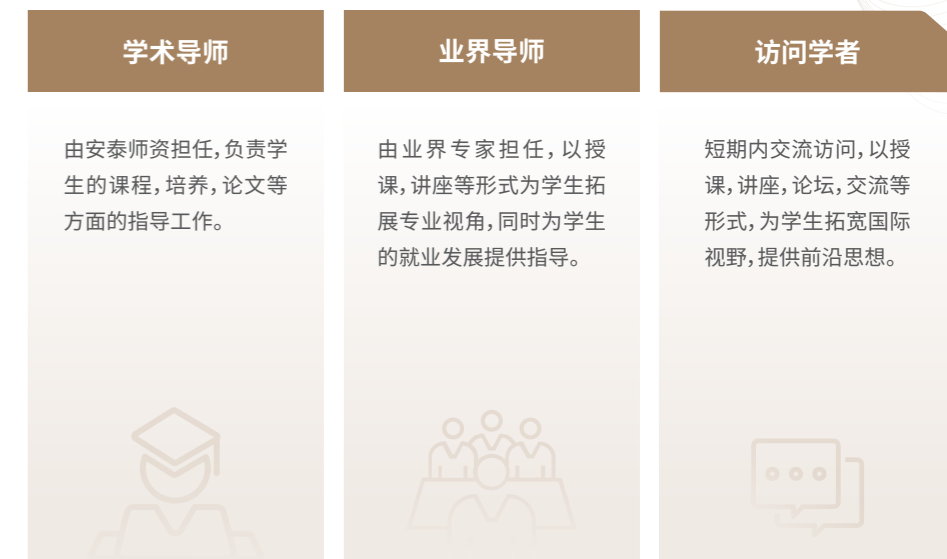 学术导师
由安泰师资担任,负责学
生的课程,培养,论文等
方面的指导工作。
业界导师
由业界专家担任,以授
课,讲座等形式为学生拓
展专业视角,同时为学生
的就业发展提供指导。
访问学者
短期内交流访问,以授
课,讲座,论坛,交流等
形式,为学生拓宽国际
视野,提供前沿思想。